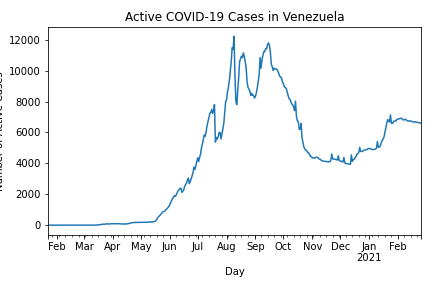 Active COVID-19 Cases in Venezuela
12000
10000
8000
6000
4000
2000
0
Feb Mar Apr May Jun Jul Aug Sep Oct Nov Dec Jan Feb
2021
Day
Number of Active Cases